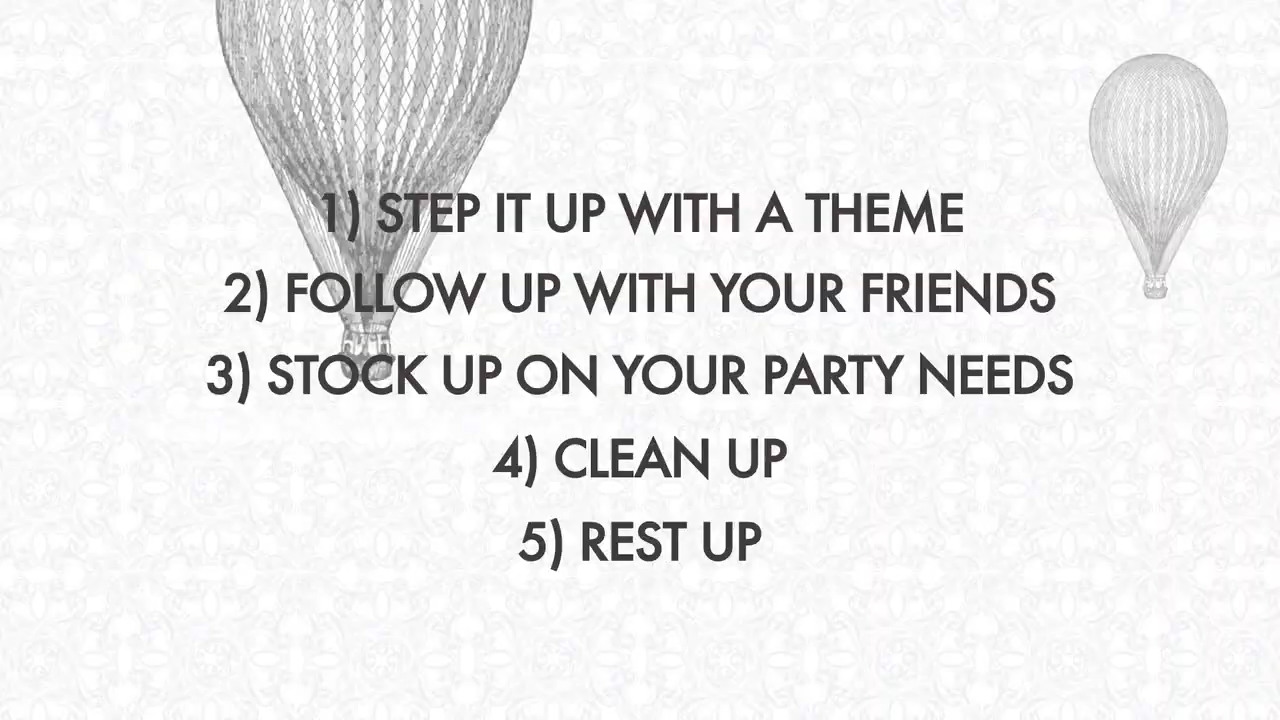 1) STEP IT UP WITH A THEME
2) FOLLOW UP WITH YOUR FRIENDS
3) STOCK UP ON YOUR PARTY NEEDS
4) CLEAN UP
5) REST UP